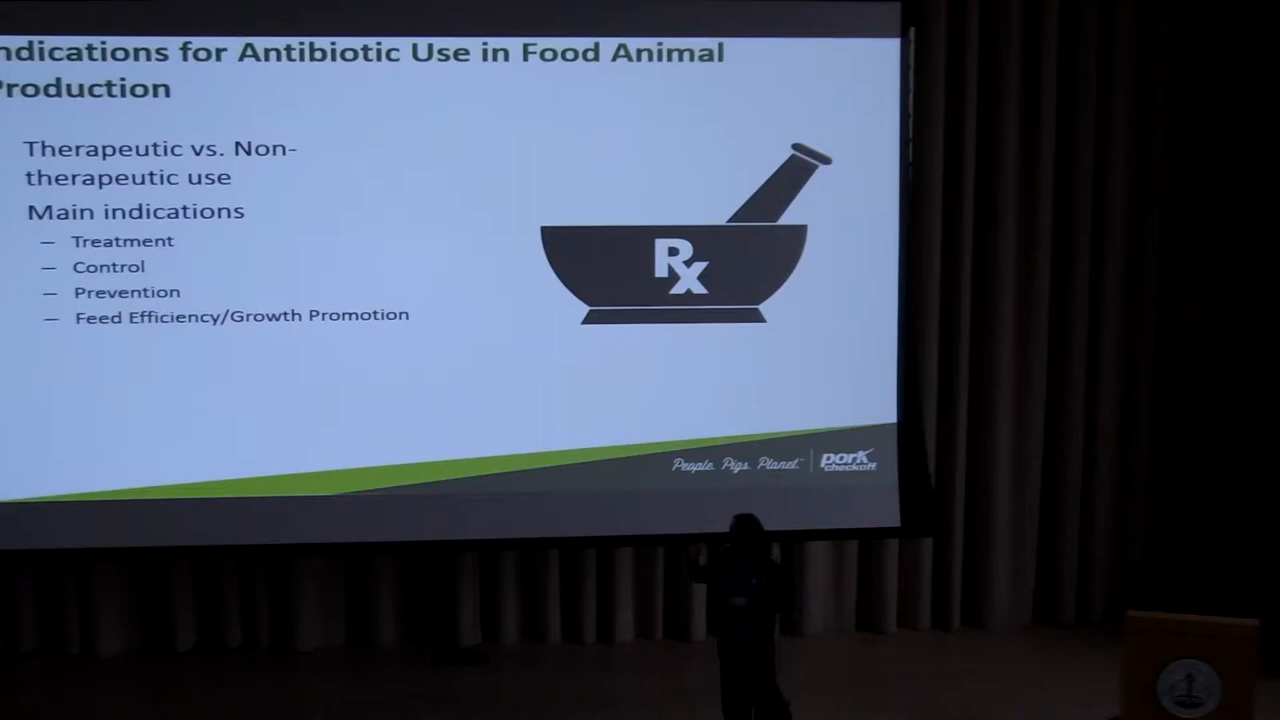 ndications for Antibiotic Use in Food Animal
Production
Therapeutic vs. Non-
therapeutic use
Main indications
– Treatment
– Control
– Prevention
– Feed Efficiency/Growth Promotion
Rx
People. Pigs. Planet.™ | pork
checkoff